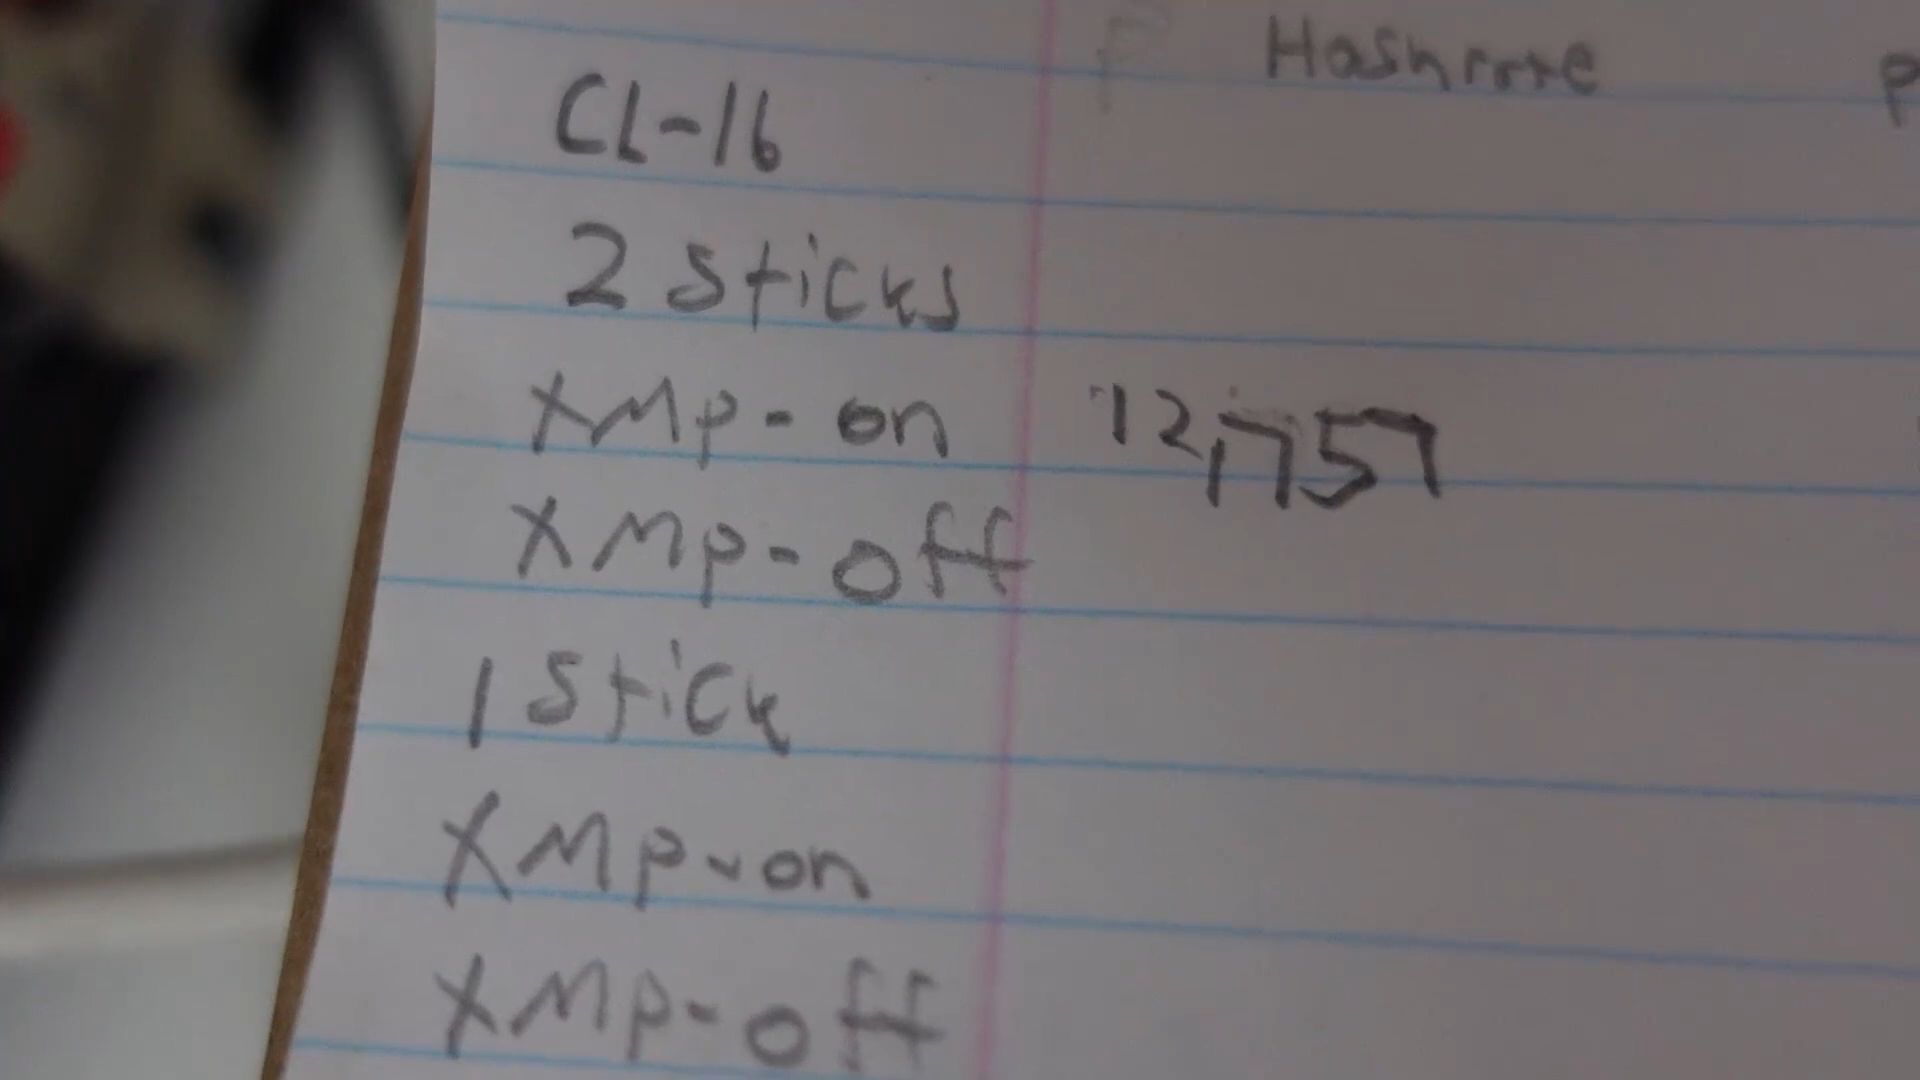 Hashrate
CL-16
2 Sticks
XMP-on 12,757
XMP-off
1 Stick
XMP-on
XMP-off